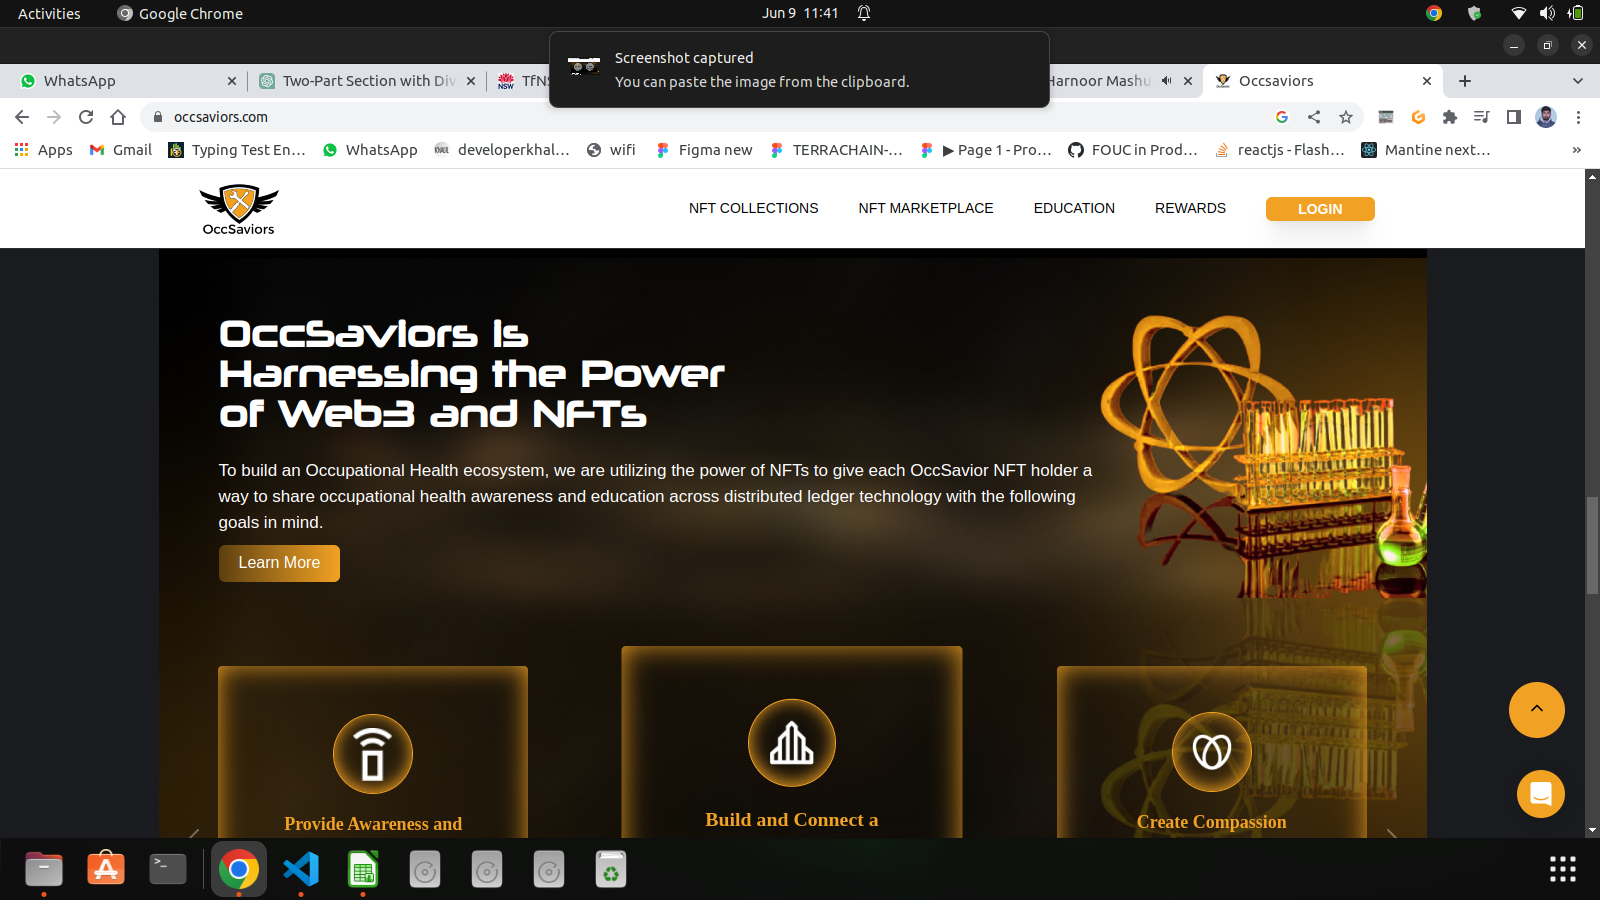 Activities
Google Chrome
Jun 9 11:41
Screenshot captured
You can paste the image from the clipboard.
WhatsApp
Two-Part Section with Div
TfNS
Harnoor Mashu
Occsaviors
occsaviors.com
Apps
Gmail
Typing Test En...
WhatsApp
developerkhal...
wifi
Figma new
TERRACHAIN-...
▶ Page 1 - Pro...
FOUC in Prod...
reactjs - Flash...
Mantine next...
»
OccSaviors
NFT COLLECTIONS
NFT MARKETPLACE
EDUCATION
REWARDS
LOGIN
OccSaviors is
Harnessing the Power
of Web3 and NFTs
To build an Occupational Health ecosystem, we are utilizing the power of NFTs to give each OccSavior NFT holder a
way to share occupational health awareness and education across distributed ledger technology with the following
goals in mind.
Learn More
Provide Awareness and
Build and Connect a
Create Compassion